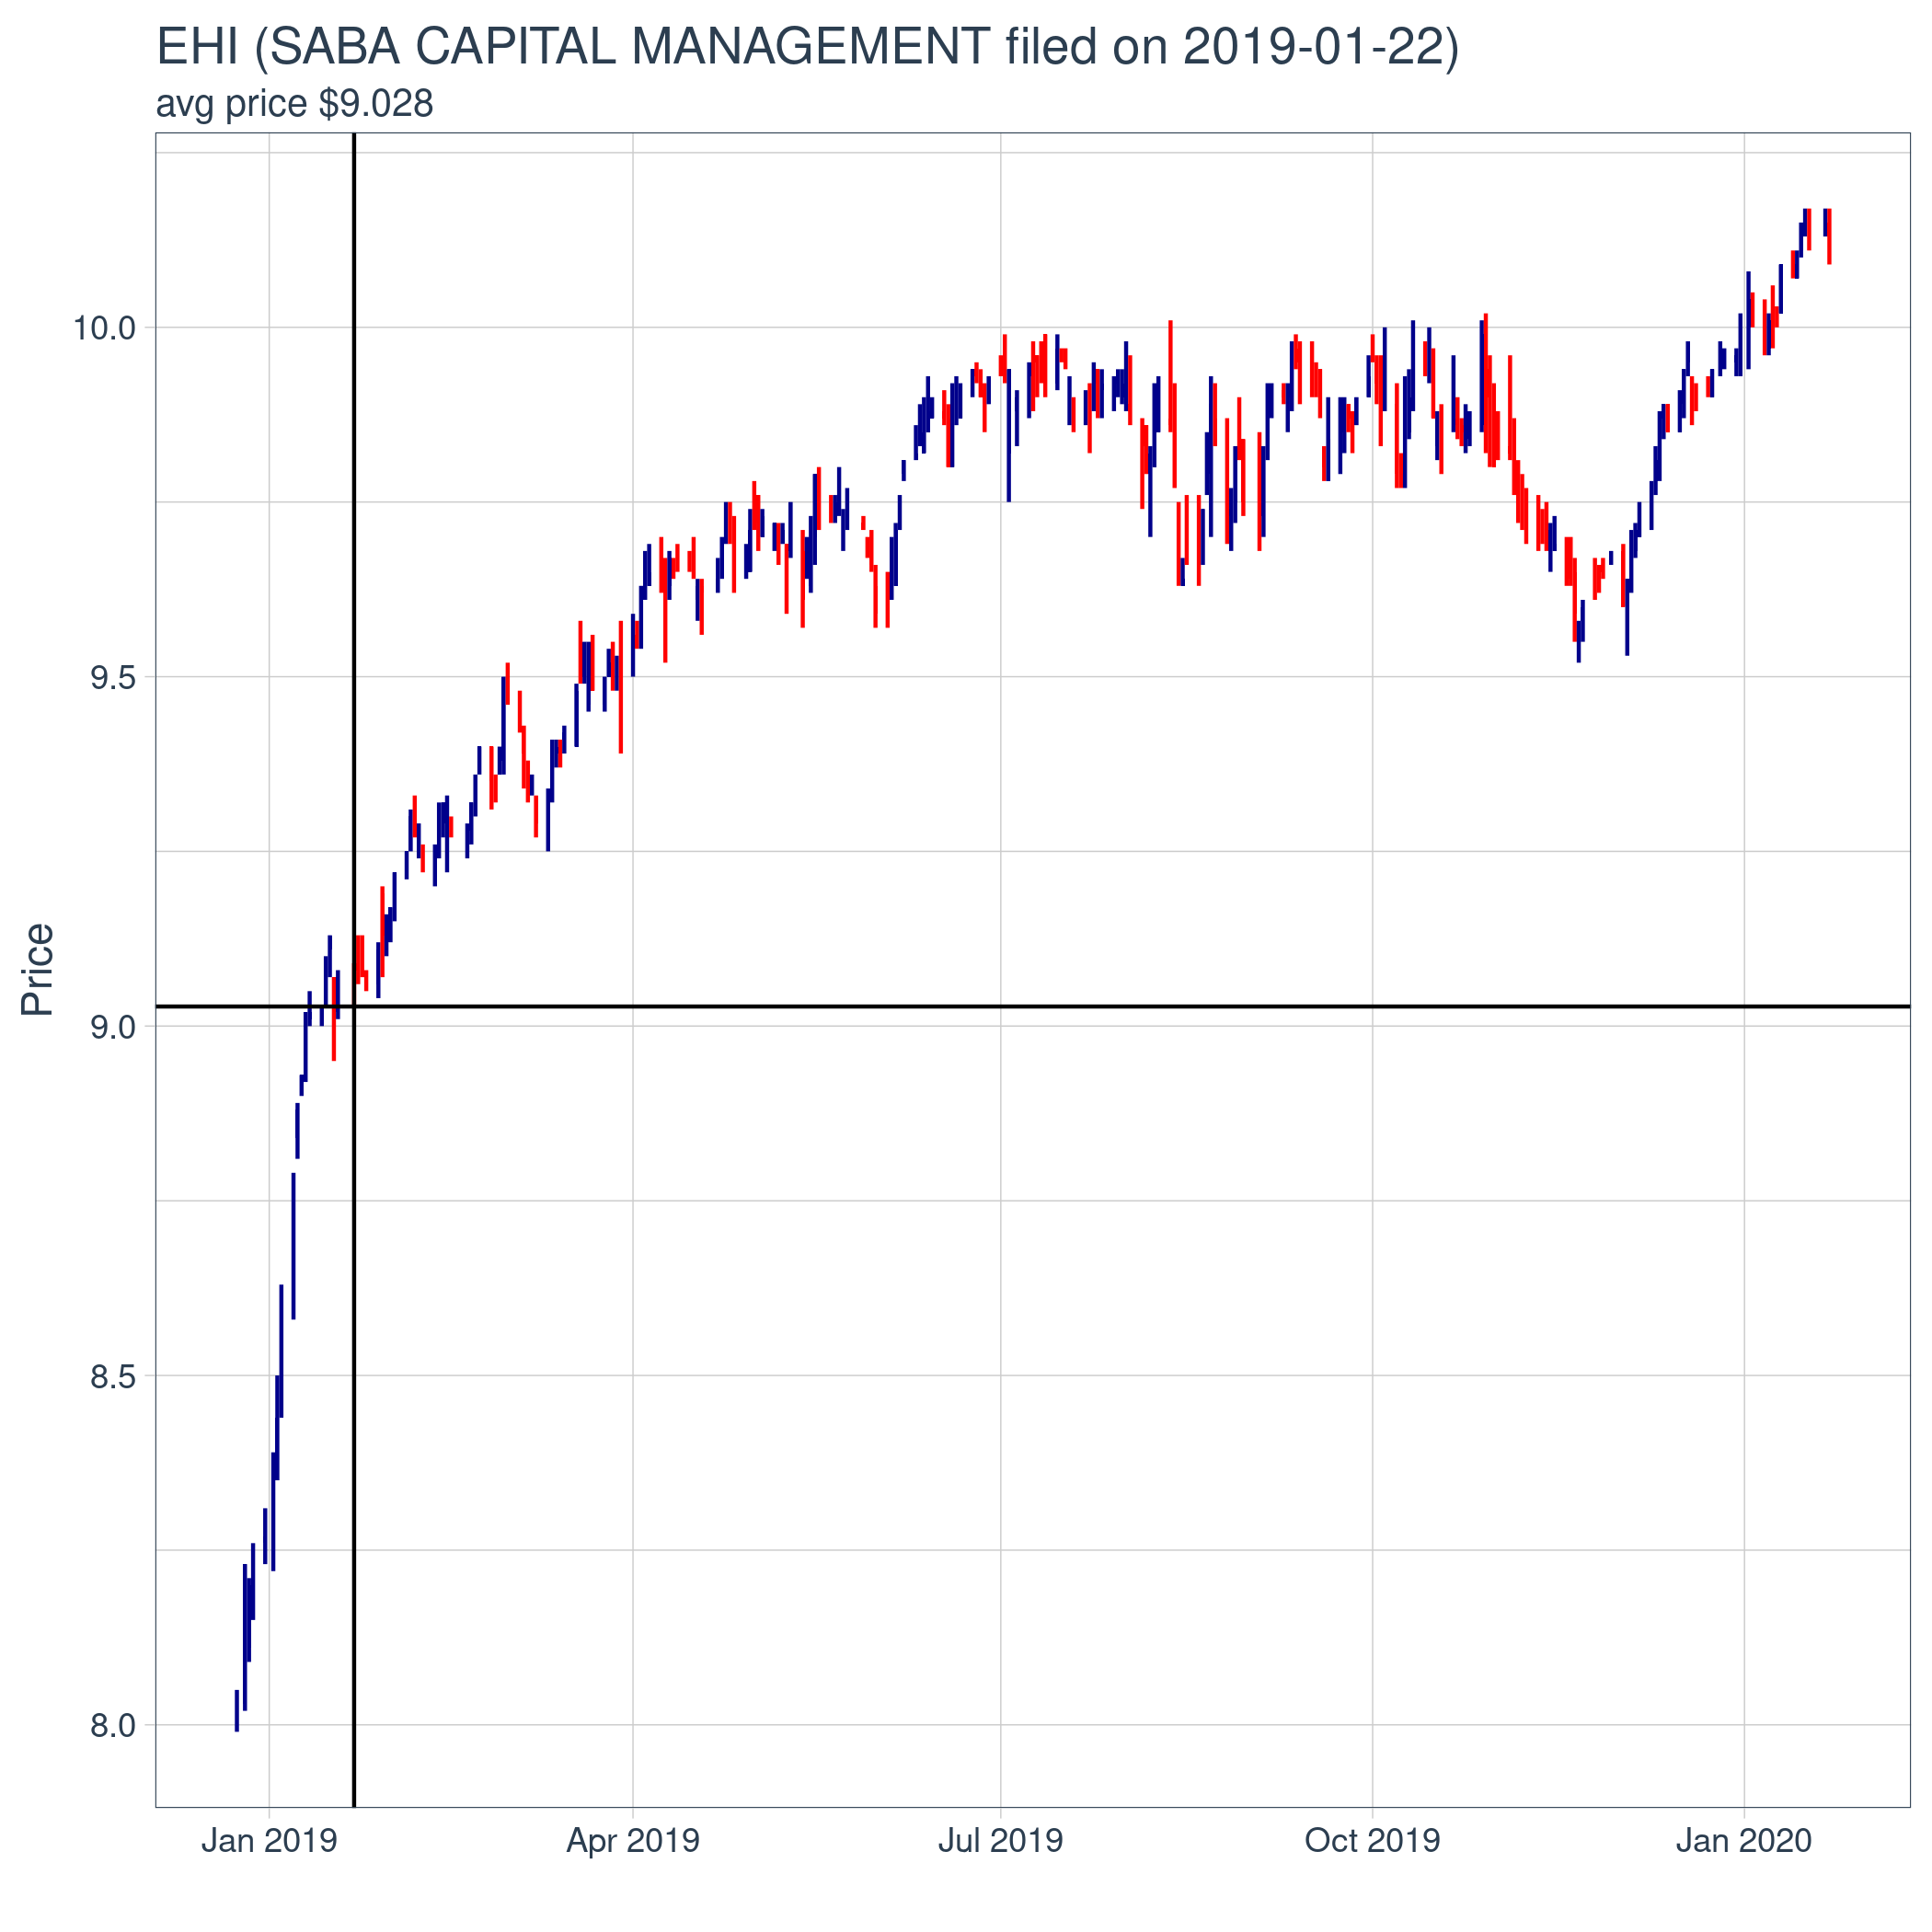 EHI (SABA CAPITAL MANAGEMENT filed on 2019-01-22)
avg price $9.028
Price
10.0
9.5
9.0
8.5
8.0
Jan 2019
Apr 2019
Jul 2019
Oct 2019
Jan 2020